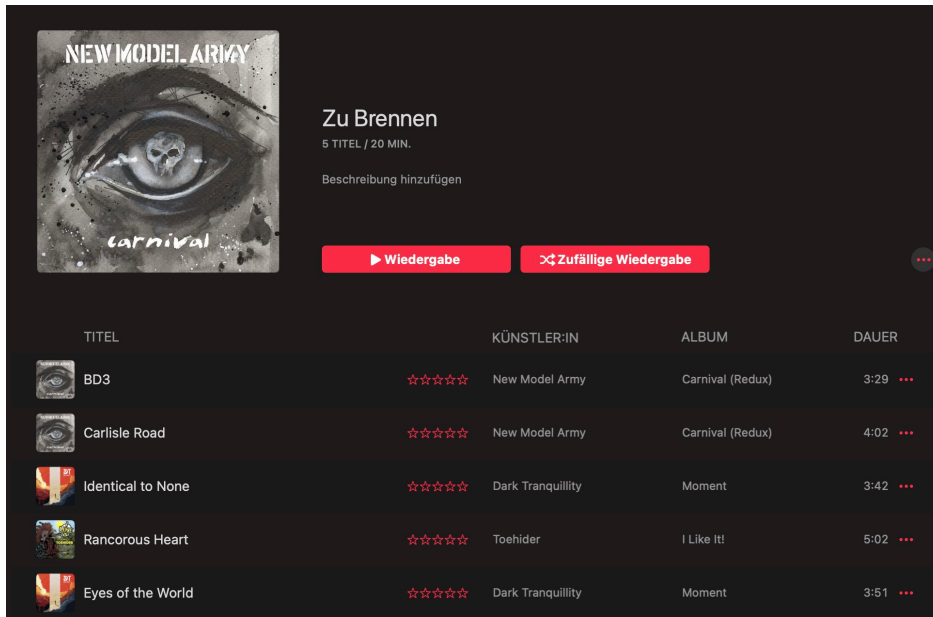 NEW MODEL ARMY
carnival
Zu Brennen
5 TITEL / 20 MIN.
Beschreibung hinzufügen
Wiedergabe
Zufällige Wiedergabe
TITEL KÜNSTLER:IN ALBUM DAUER
BD3 New Model Army Carnival (Redux) 3:29
Carlisle Road New Model Army Carnival (Redux) 4:02
Identical to None Dark Tranquillity Moment 3:42
Rancorous Heart Toehider I Like It! 5:02
Eyes of the World Dark Tranquillity Moment 3:51